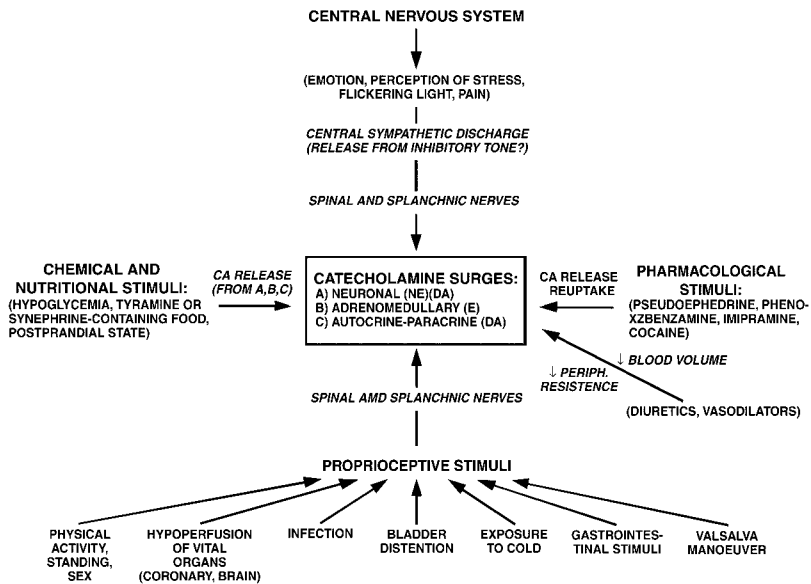 CENTRAL NERVOUS SYSTEM
(EMOTION, PERCEPTION OF STRESS,
FLICKERING LIGHT, PAIN)
CENTRAL SYMPATHETIC DISCHARGE
(RELEASE FROM INHIBITORY TONE?)
SPINAL AND SPLANCHNIC NERVES
CHEMICAL AND
NUTRITIONAL STIMULI:
(HYPOGLYCEMIA, TYRAMINE OR
SYNEPHRINE-CONTAINING FOOD,
POSTPRANDIAL STATE)
CA RELEASE
(FROM A,B,C)
CATECHOLAMINE SURGES:
A) NEURONAL (NE)(DA)
B) ADRENOMEDULLARY (E)
C) AUTOCRINE-PARACRINE (DA)
CA RELEASE
REUPTAKE
PHARMACOLOGICAL
STIMULI:
(PSEUDOEPHEDRINE, PHENO-
XZBENZAMINE, IMIPRAMINE,
COCAINE)
↓ BLOOD VOLUME
↓ PERIPH.
RESISTENCE
(DIURETICS, VASODILATORS)
SPINAL AMD SPLANCHNIC NERVES
PROPRIOCEPTIVE STIMULI
PHYSICAL
ACTIVITY,
STANDING,
SEX
HYPOPERFUSION
OF VITAL
ORGANS
(CORONARY, BRAIN)
INFECTION
BLADDER
DISTENTION
EXPOSURE
TO COLD
GASTROINTES-
TINAL STIMULI
VALSALVA
MANOEUVER